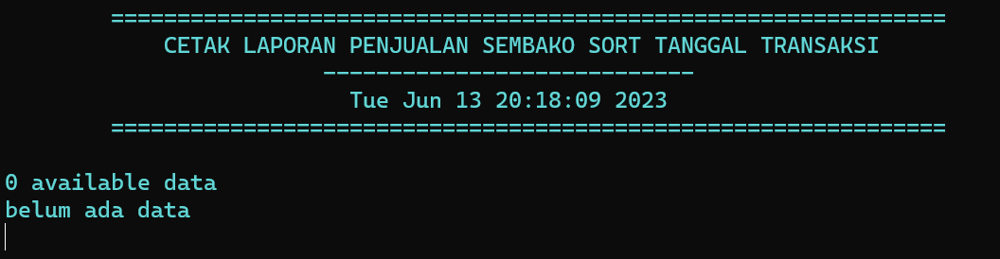 ===============================================================
CETAK LAPORAN PENJUALAN SEMBAKO SORT TANGGAL TRANSAKSI
----------------------------
Tue Jun 13 20:18:09 2023
===============================================================
0 available data
belum ada data